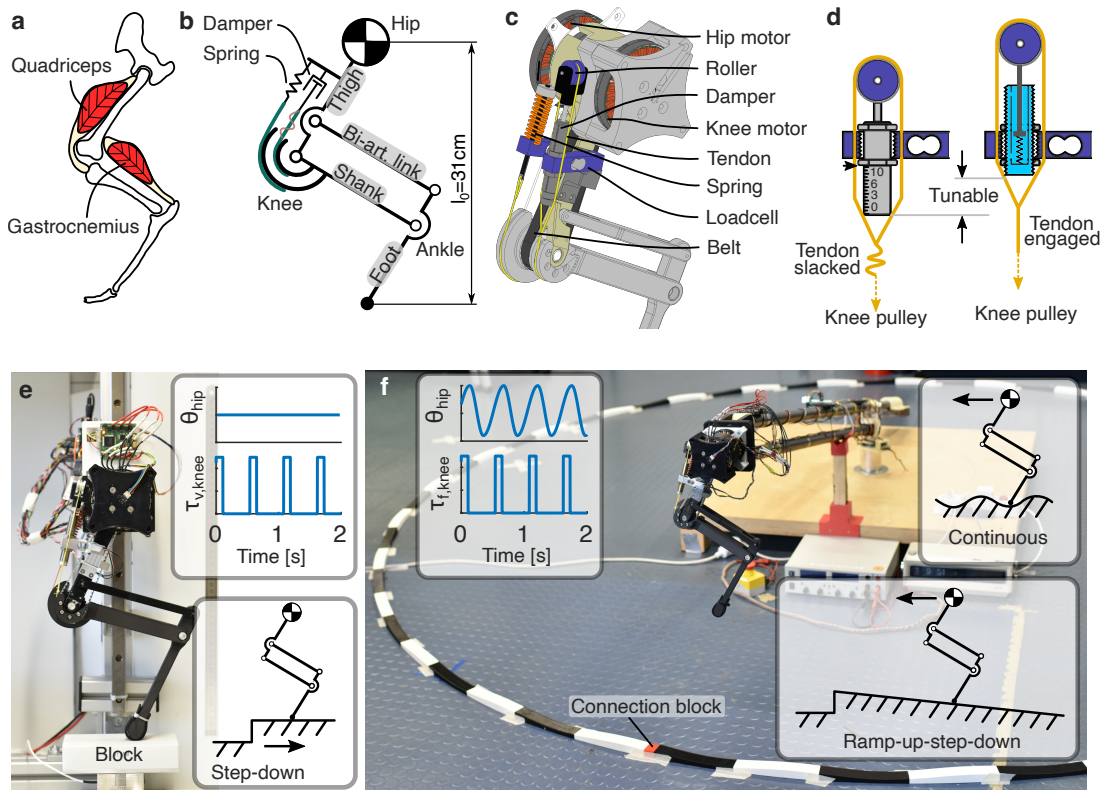 a
Quadriceps
Gastrocnemius
b
Damper
Spring
Hip
Thigh
Bi-art. link
Shank
Knee
Ankle
Foot
l₀=31cm
c
Hip motor
Roller
Damper
Knee motor
Tendon
Spring
Loadcell
Belt
d
10
6
3
0
Tunable
Tendon
slacked
Tendon
engaged
Knee pulley
Knee pulley
e
θhip
τv,knee
0 1 2
Time [s]
Block
Step-down
f
θhip
τf,knee
0 1 2
Time [s]
Continuous
Connection block
Ramp-up-step-down